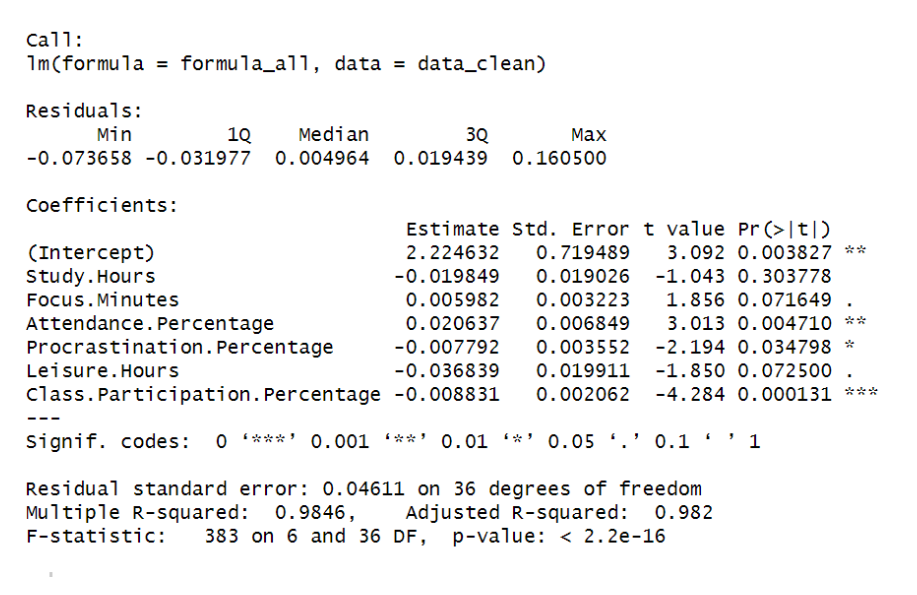 Call:
lm(formula = formula_all, data = data_clean)
Residuals:
Min 1Q Median 3Q Max
-0.073658 -0.031977 0.004964 0.019439 0.160500
Coefficients:
Estimate Std. Error t value Pr(>|t|)
(Intercept) 2.224632 0.719489 3.092 0.003827 **
Study.Hours -0.019849 0.019026 -1.043 0.303778
Focus.Minutes 0.005982 0.003223 1.856 0.071649 .
Attendance.Percentage 0.020637 0.006849 3.013 0.004710 **
Procrastination.Percentage -0.007792 0.003552 -2.194 0.034798 *
Leisure.Hours -0.036839 0.019911 -1.850 0.072500 .
Class.Participation.Percentage -0.008831 0.002062 -4.284 0.000131 ***
---
Signif. codes: 0 ‘***’ 0.001 ‘**’ 0.01 ‘*’ 0.05 ‘.’ 0.1 ‘ ’ 1
Residual standard error: 0.04611 on 36 degrees of freedom
Multiple R-squared: 0.9846, Adjusted R-squared: 0.982
F-statistic: 383 on 6 and 36 DF, p-value: < 2.2e-16